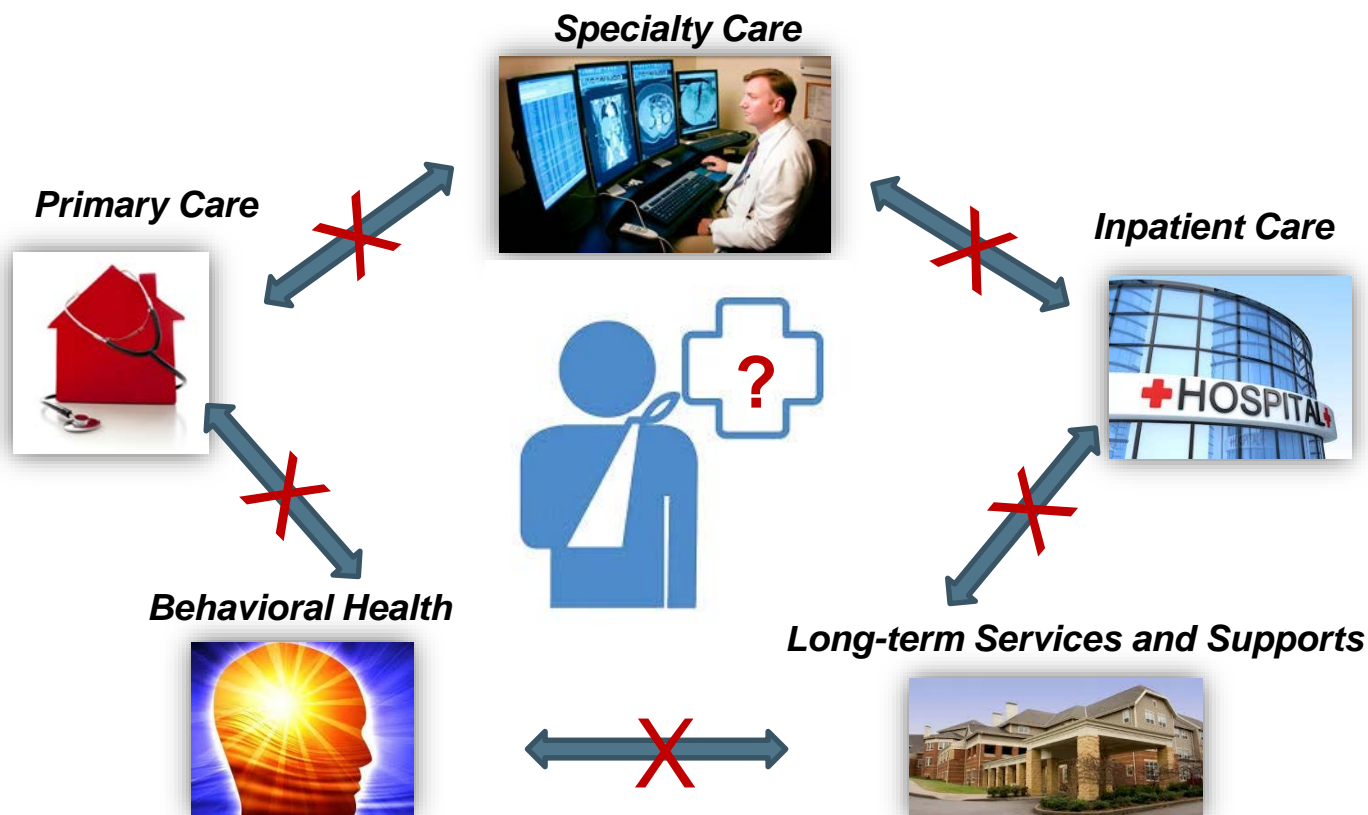 Specialty Care
Primary Care
Inpatient Care
?
HOSPITAL
Behavioral Health
Long-term Services and Supports